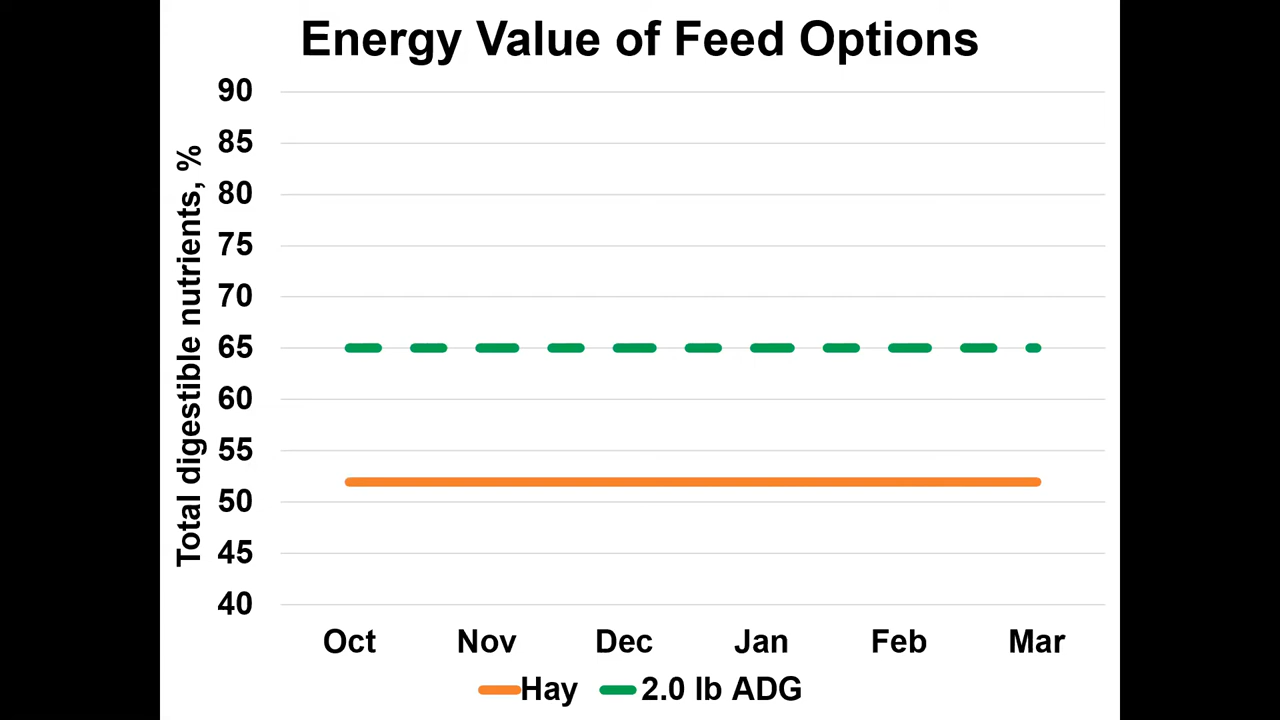 Energy Value of Feed Options
Total digestible nutrients, %
90
85
80
75
70
65
60
55
50
45
40
Oct Nov Dec Jan Feb Mar
Hay 2.0 lb ADG